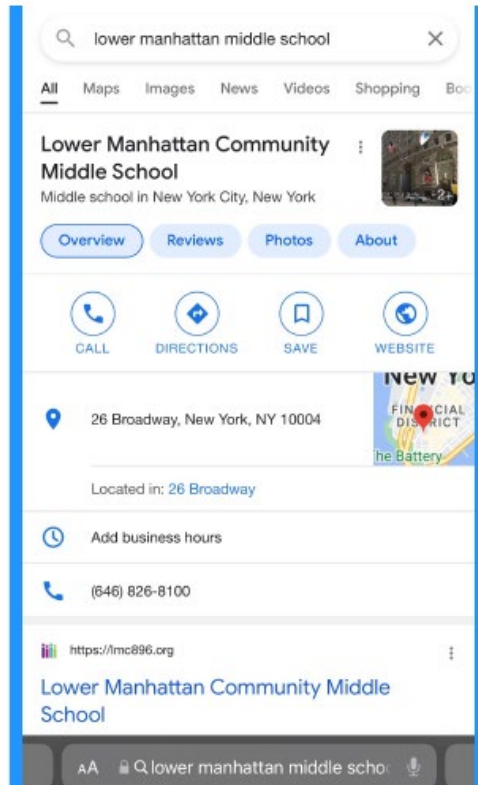 lower manhattan middle school
All Maps Images News Videos Shopping
Lower Manhattan Community
Middle School
Middle school in New York City, New York
2+
Overview Reviews Photos About
CALL DIRECTIONS SAVE WEBSITE
26 Broadway, New York, NY 10004
FINANCIAL
DISTRICT
The Battery
Located in: 26 Broadway
Add business hours
(646) 826-8100
https://lmc896.org
Lower Manhattan Community Middle
School
AA lower manhattan middle schoo